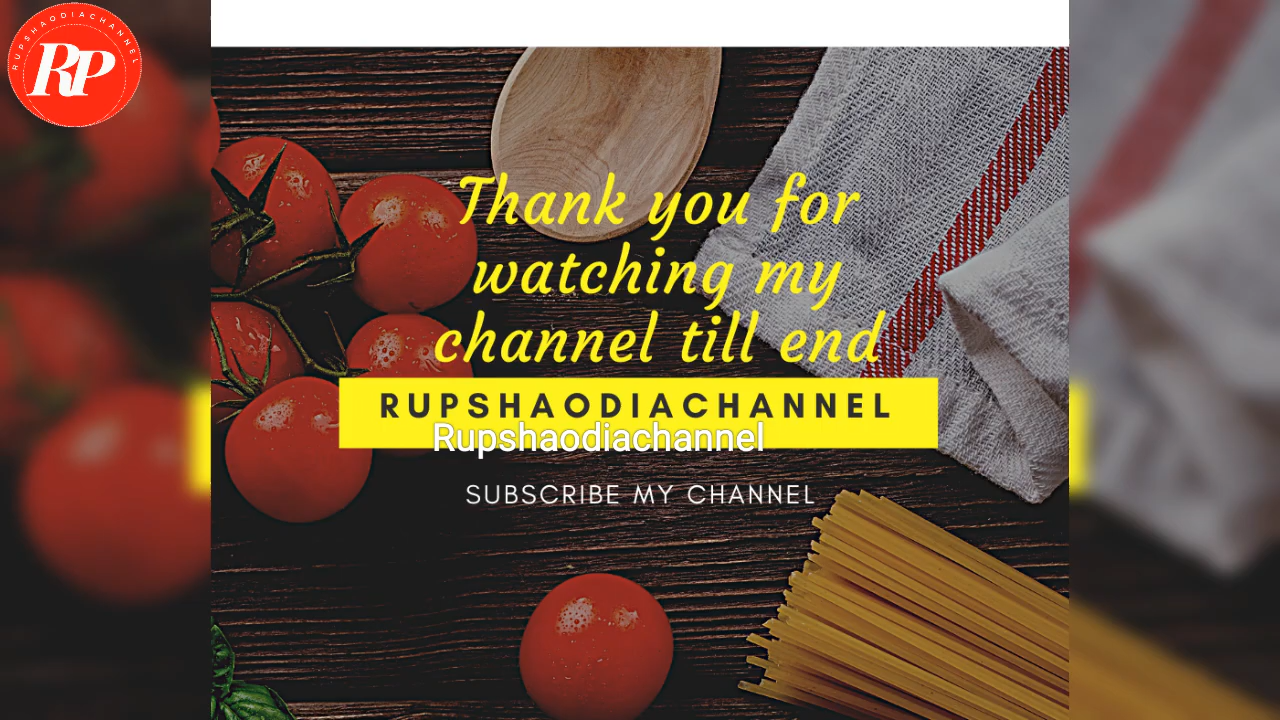 RUPSHAODIACHANNEL
RP
Thank you for
watching my
channel till end
RUPSHAODIACHANNEL
Rupshaodiachannel
SUBSCRIBE MY CHANNEL